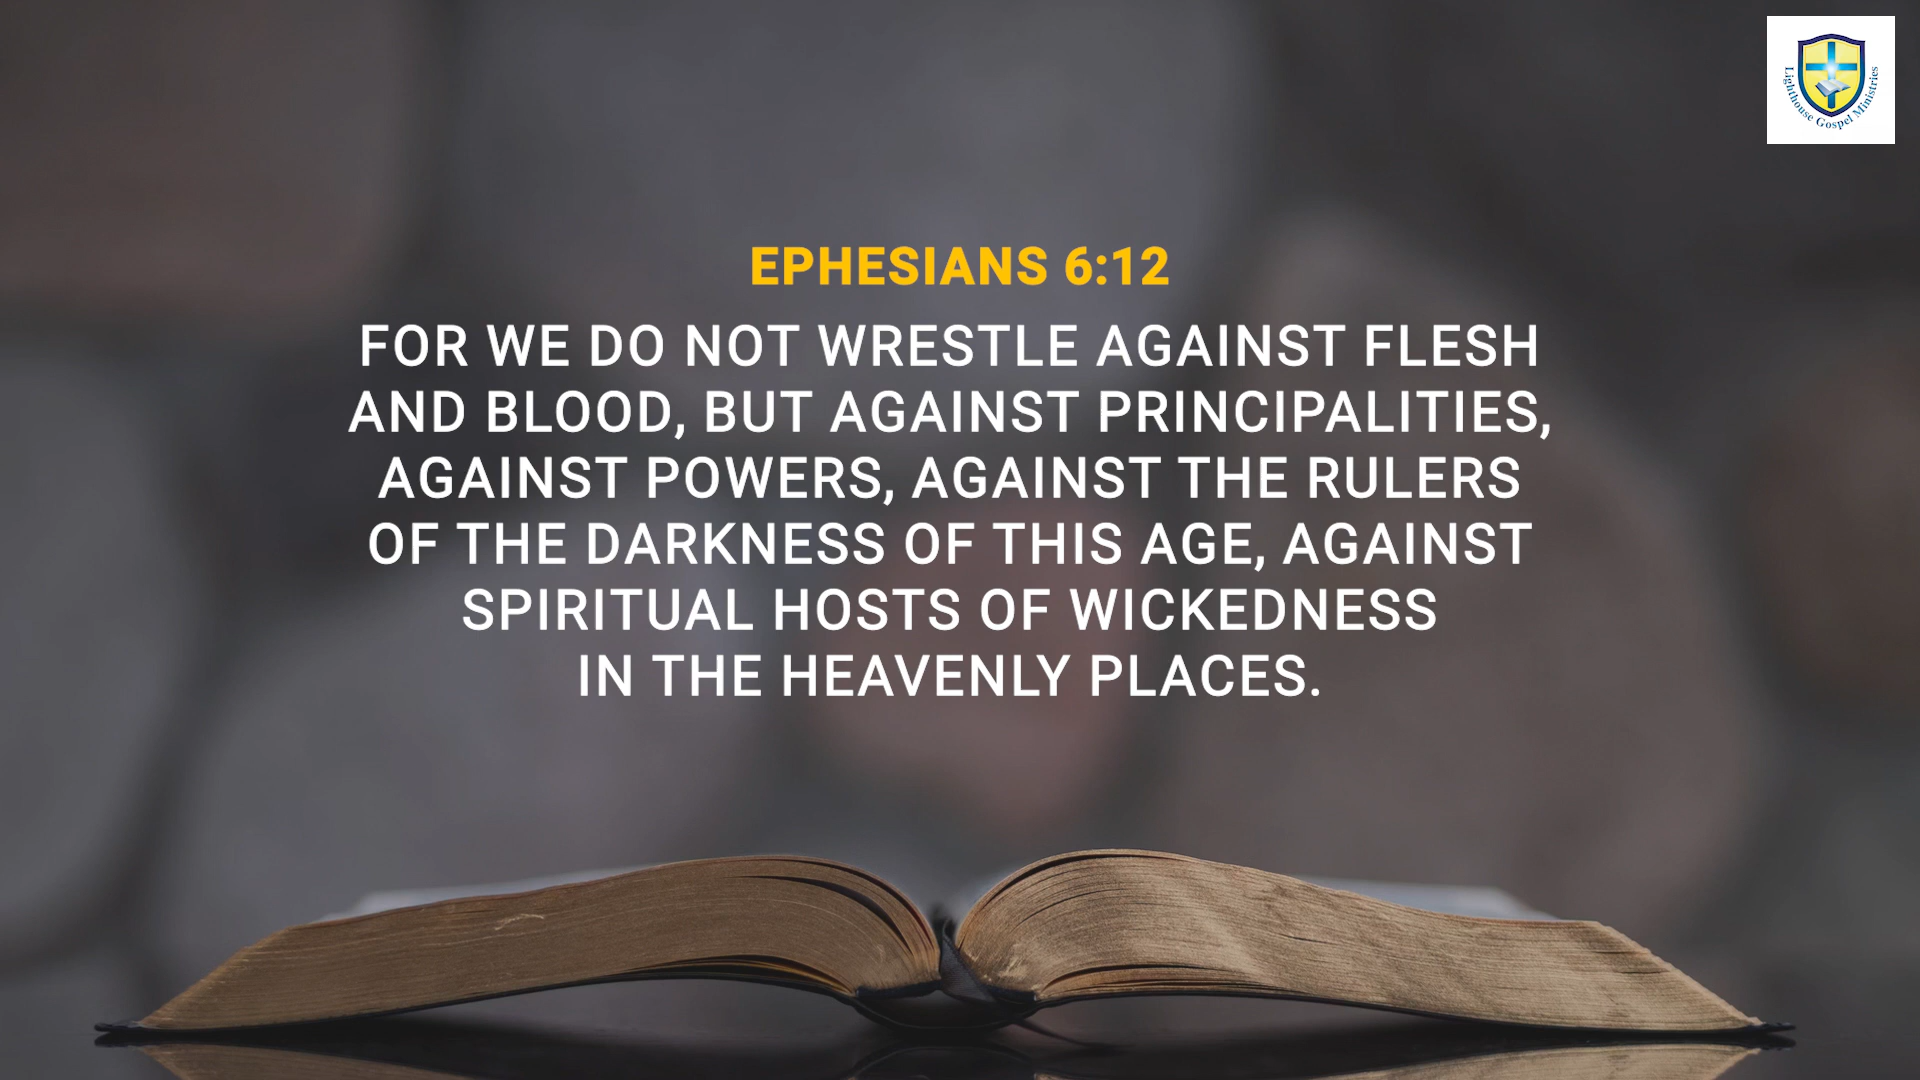 Lighthouse Gospel Ministries
EPHESIANS 6:12
FOR WE DO NOT WRESTLE AGAINST FLESH
AND BLOOD, BUT AGAINST PRINCIPALITIES,
AGAINST POWERS, AGAINST THE RULERS
OF THE DARKNESS OF THIS AGE, AGAINST
SPIRITUAL HOSTS OF WICKEDNESS
IN THE HEAVENLY PLACES.